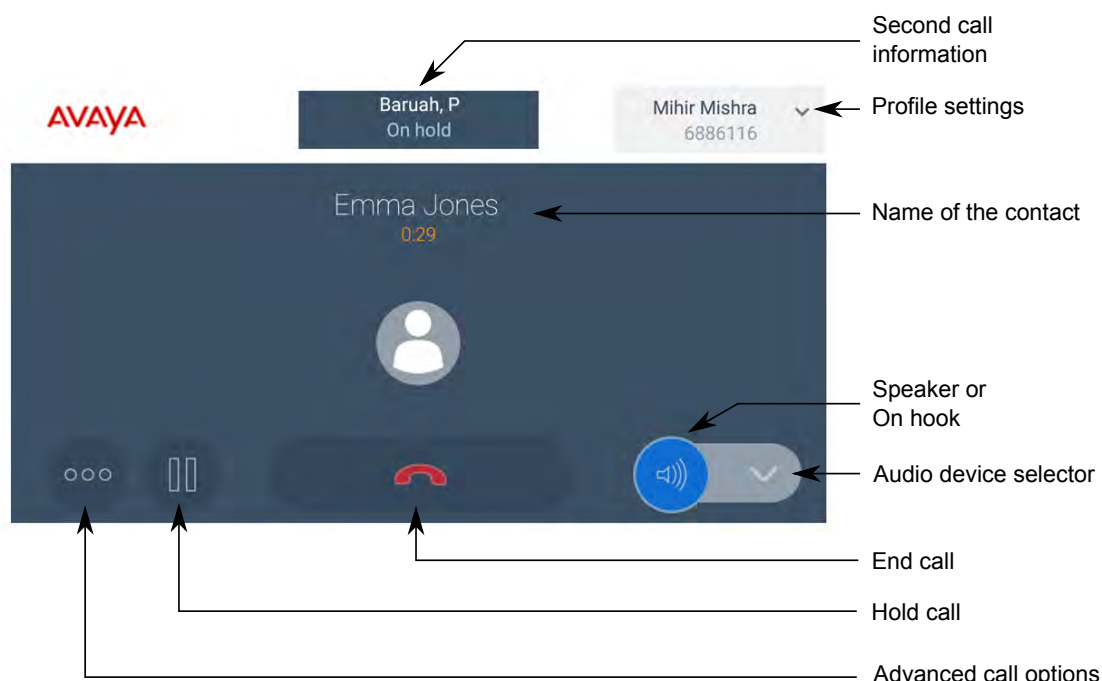 Second call
information
AVAYA
Baruah, P
On hold
Mihir Mishra
6886116
Profile settings
Emma Jones
0:29
Name of the contact
Speaker or
On hook
Audio device selector
End call
Hold call
Advanced call options